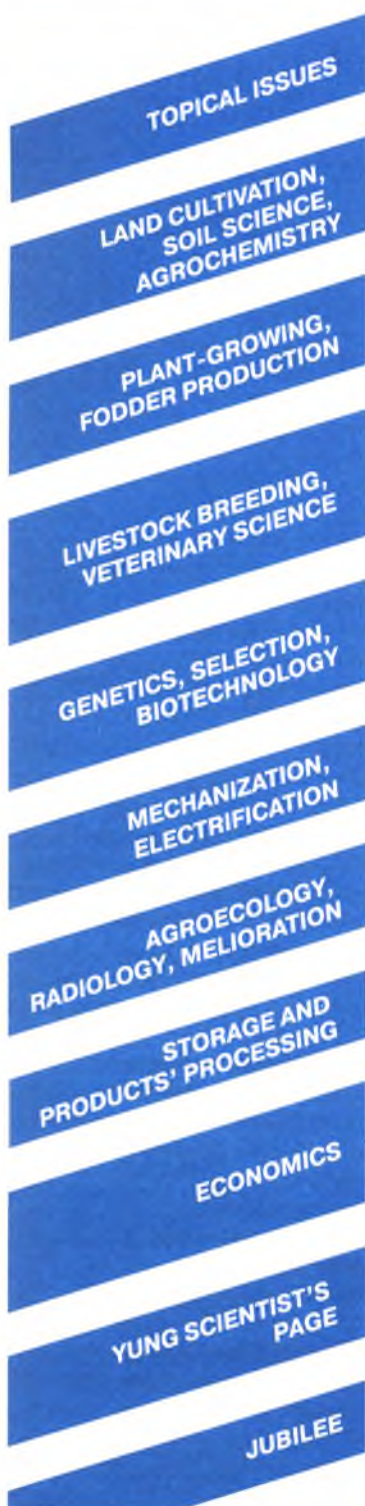 TOPICAL ISSUES
LAND CULTIVATION,
SOIL SCIENCE,
AGROCHEMISTRY
PLANT-GROWING,
FODDER PRODUCTION
LIVESTOCK BREEDING,
VETERINARY SCIENCE
GENETICS, SELECTION,
BIOTECHNOLOGY
MECHANIZATION,
ELECTRIFICATION
AGROECOLOGY,
RADIOLOGY, MELIORATION
STORAGE AND
PRODUCTS' PROCESSING
ECONOMICS
YUNG SCIENTIST'S
PAGE
JUBILEE